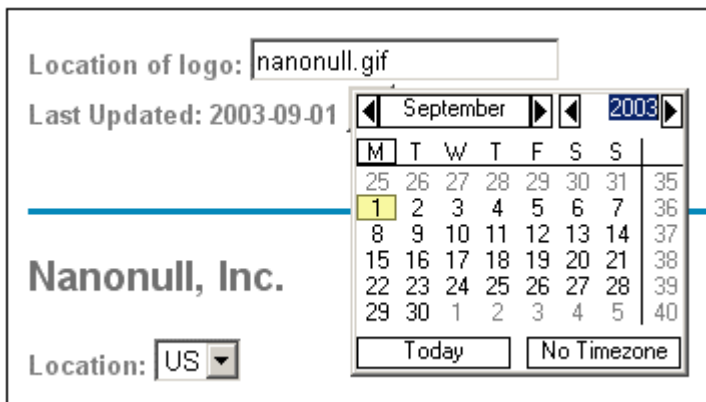 Location of logo: nanonull.gif
Last Updated: 2003-09-01
September 2003
M T W T F S S
25 26 27 28 29 30 31 35
1 2 3 4 5 6 7 36
8 9 10 11 12 13 14 37
15 16 17 18 19 20 21 38
22 23 24 25 26 27 28 39
29 30 1 2 3 4 5 40
Today No Timezone
Nanonull, Inc.
Location: US